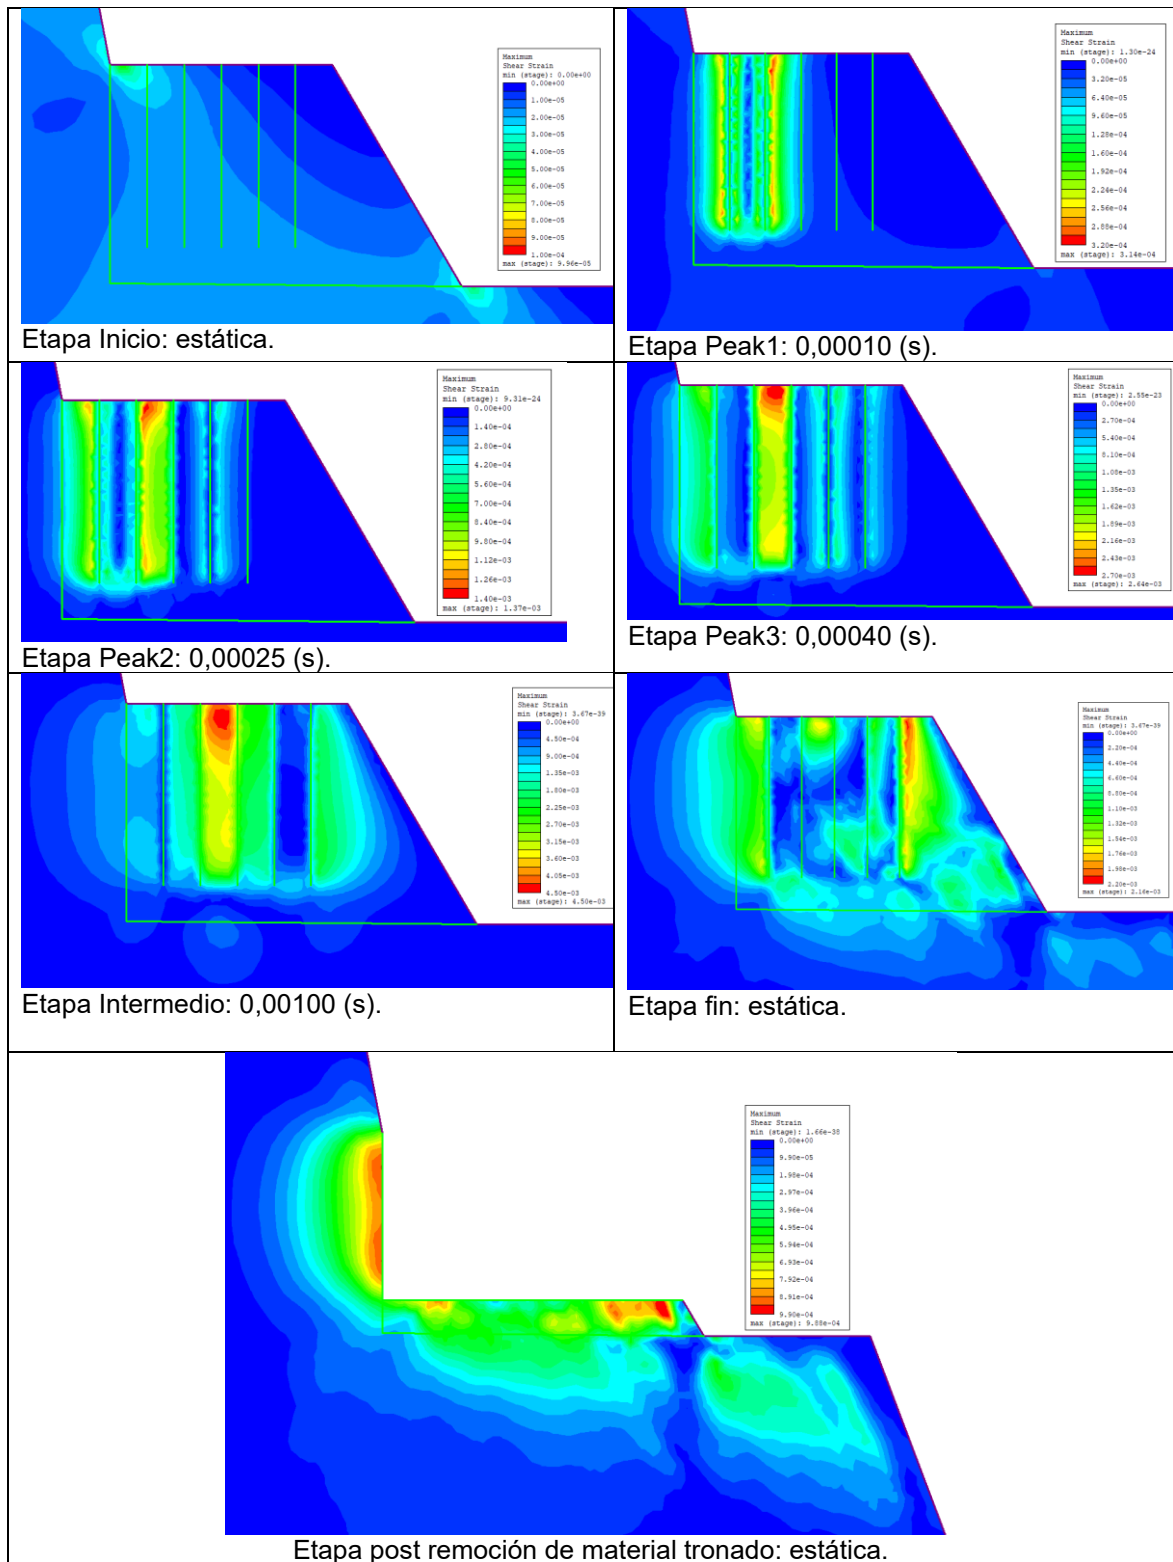 Maximum
Shear Strain
min (stage): 0.00e+00
0.00e+00
1.00e-05
2.00e-05
3.00e-05
4.00e-05
5.00e-05
6.00e-05
7.00e-05
8.00e-05
9.00e-05
1.00e-04
max (stage): 9.96e-05
Etapa Inicio: estática.
Maximum
Shear Strain
min (stage): 1.30e-24
0.00e+00
3.20e-05
6.40e-05
9.60e-05
1.28e-04
1.60e-04
1.92e-04
2.24e-04
2.56e-04
2.88e-04
3.20e-04
max (stage): 3.14e-04
Etapa Peak1: 0,00010 (s).
Maximum
Shear Strain
min (stage): 9.31e-24
0.00e+00
1.40e-04
2.80e-04
4.20e-04
5.60e-04
7.00e-04
8.40e-04
9.80e-04
1.12e-03
1.26e-03
1.40e-03
max (stage): 1.37e-03
Etapa Peak2: 0,00025 (s).
Maximum
Shear Strain
min (stage): 2.55e-23
0.00e+00
2.70e-04
5.40e-04
8.10e-04
1.08e-03
1.35e-03
1.62e-03
1.89e-03
2.16e-03
2.43e-03
2.70e-03
max (stage): 2.64e-03
Etapa Peak3: 0,00040 (s).
Maximum
Shear Strain
min (stage): 3.67e-39
0.00e+00
4.50e-04
9.00e-04
1.35e-03
1.80e-03
2.25e-03
2.70e-03
3.15e-03
3.60e-03
4.05e-03
4.50e-03
max (stage): 4.50e-03
Etapa Intermedio: 0,00100 (s).
Maximum
Shear Strain
min (stage): 3.67e-39
0.00e+00
2.20e-04
4.40e-04
6.60e-04
8.80e-04
1.10e-03
1.32e-03
1.54e-03
1.76e-03
1.98e-03
2.20e-03
max (stage): 2.16e-03
Etapa fin: estática.
Maximum
Shear Strain
min (stage): 1.66e-38
0.00e+00
9.90e-05
1.98e-04
2.97e-04
3.96e-04
4.95e-04
5.94e-04
6.93e-04
7.92e-04
8.91e-04
9.90e-04
max (stage): 9.88e-04
Etapa post remoción de material tronado: estática.